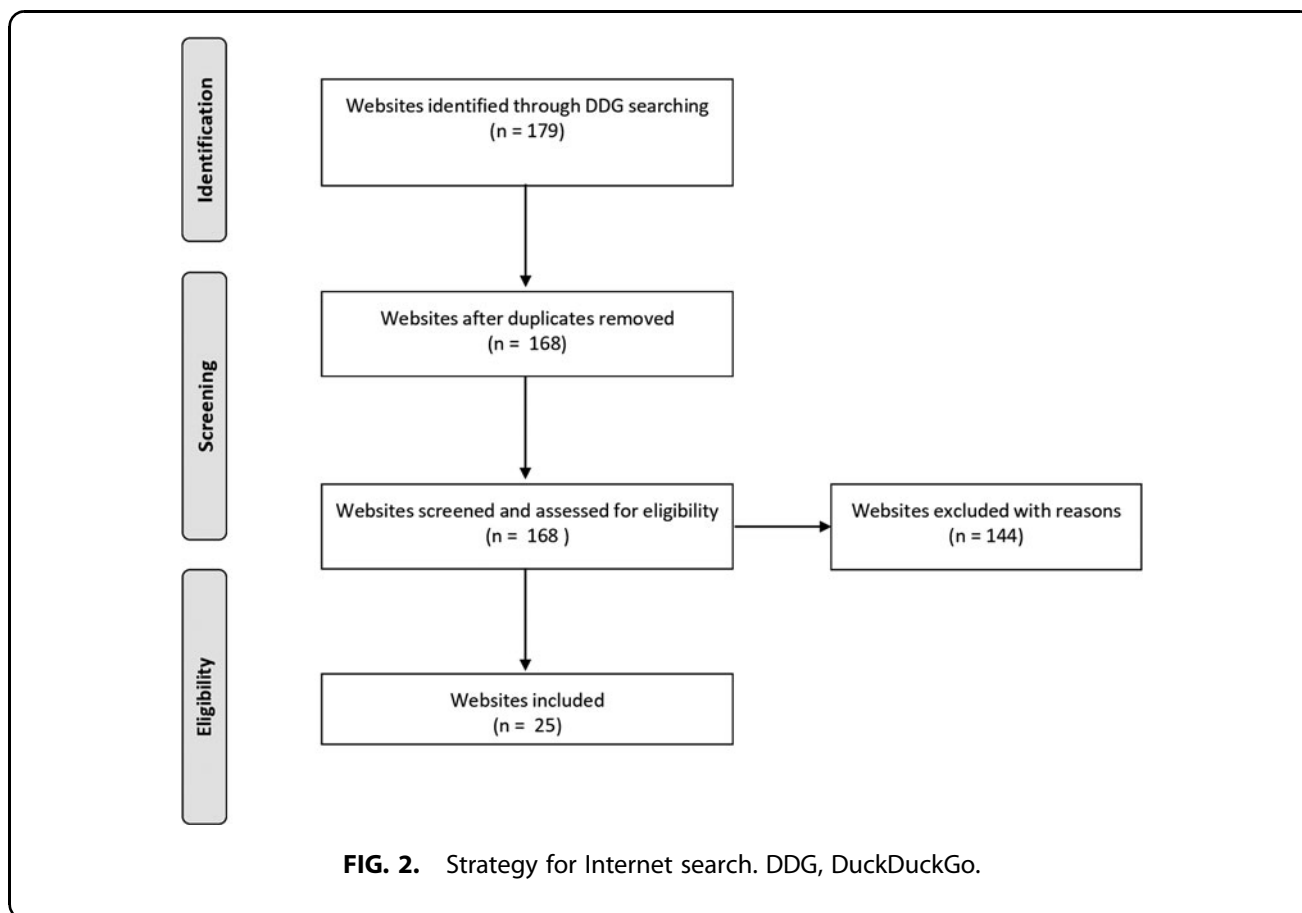 Identification
Websites identified through DDG searching
(n = 179)
Screening
Websites after duplicates removed
(n =  168)
Websites screened and assessed for eligibility
(n =  168 )
Websites excluded with reasons
(n = 144)
Eligibility
Websites included
(n =  25)
FIG. 2. Strategy for Internet search. DDG, DuckDuckGo.